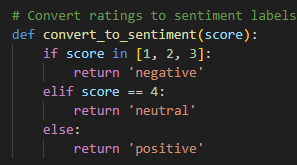 # Convert ratings to sentiment labels
def convert_to_sentiment(score):
    if score in [1, 2, 3]:
        return 'negative'
    elif score == 4:
        return 'neutral'
    else:
        return 'positive'